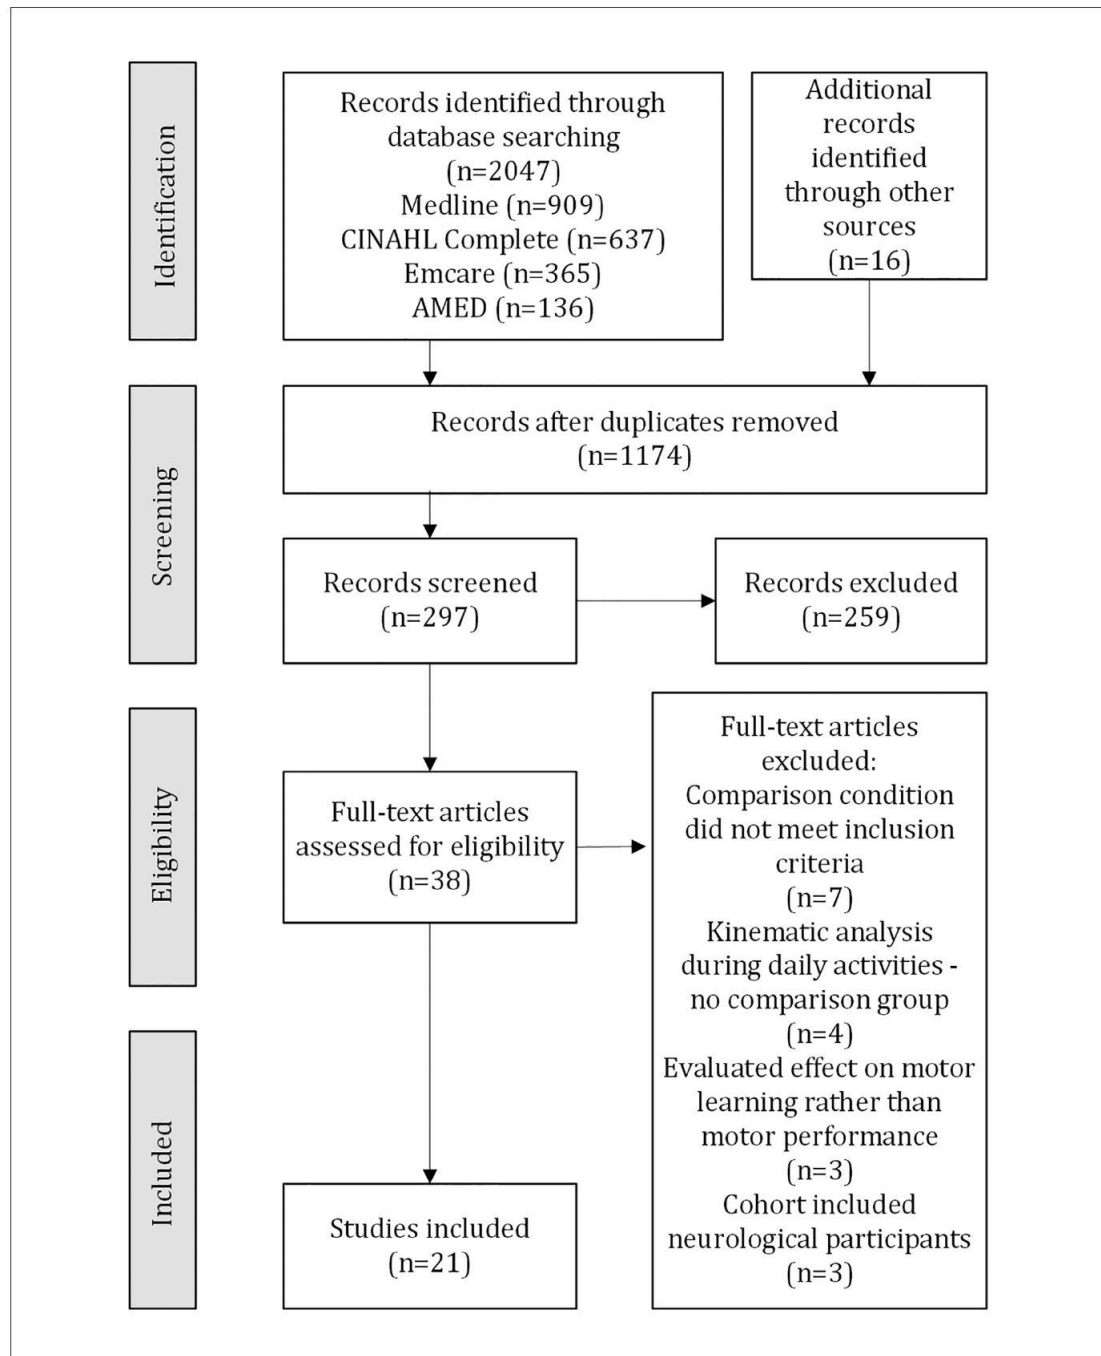 Identification
Records identified through
database searching
(n=2047)
Medline (n=909)
CINAHL Complete (n=637)
Emcare (n=365)
AMED (n=136)
Additional
records
identified
through other
sources
(n=16)
Screening
Records after duplicates removed
(n=1174)
Records screened
(n=297)
Records excluded
(n=259)
Eligibility
Full-text articles
assessed for eligibility
(n=38)
Full-text articles
excluded:
Comparison condition
did not meet inclusion
criteria
(n=7)
Kinematic analysis
during daily activities -
no comparison group
(n=4)
Evaluated effect on motor
learning rather than
motor performance
(n=3)
Cohort included
neurological participants
(n=3)
Included
Studies included
(n=21)